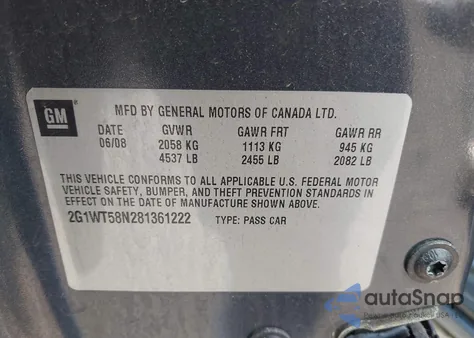 GM
MFD BY GENERAL MOTORS OF CANADA LTD.
DATE GVWR GAWR FRT GAWR RR
06/08 2058 KG 1113 KG 945 KG
4537 LB 2455 LB 2082 LB
THIS VEHICLE CONFORMS TO ALL APPLICABLE U.S. FEDERAL MOTOR
VEHICLE SAFETY, BUMPER, AND THEFT PREVENTION STANDARDS IN
EFFECT ON THE DATE OF MANUFACTURE SHOWN ABOVE.
2G1WT58N281361222 TYPE: PASS CAR
autoSnap